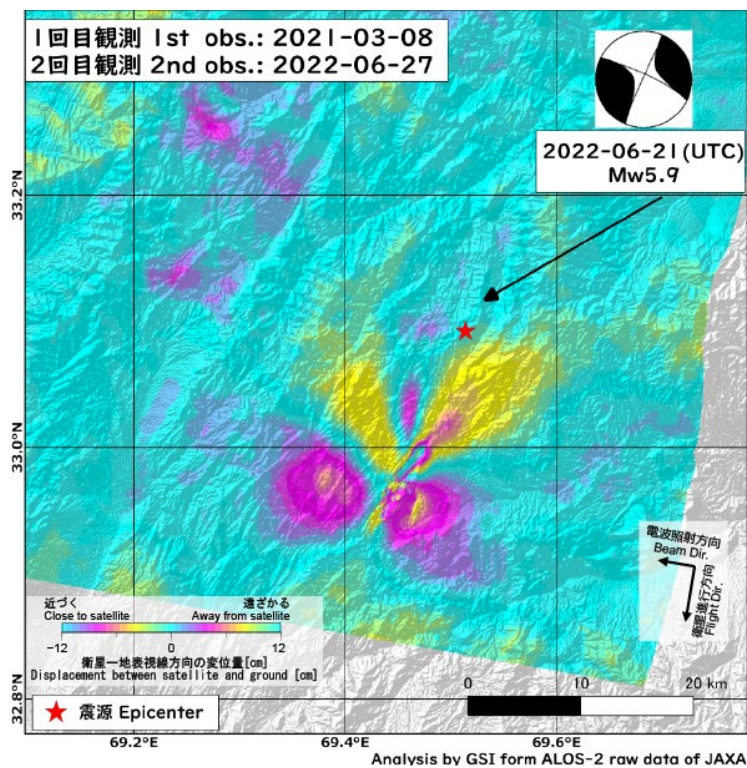 1回目観測 1st obs.: 2021-03-08
2回目観測 2nd obs.: 2022-06-27
2022-06-21(UTC)
Mw5.9
33.2°N
33.0°N
32.8°N
電波照射方向
Beam Dir.
衛星進行方向
Flight Dir.
近づく 遠ざかる
Close to satellite Away from satellite
-12 0 12
衛星－地表視線方向の変位量[cm]
Displacement between satellite and ground [cm]
0 10 20 km
★ 震源 Epicenter
69.2°E 69.4°E 69.6°E
Analysis by GSI form ALOS-2 raw data of JAXA